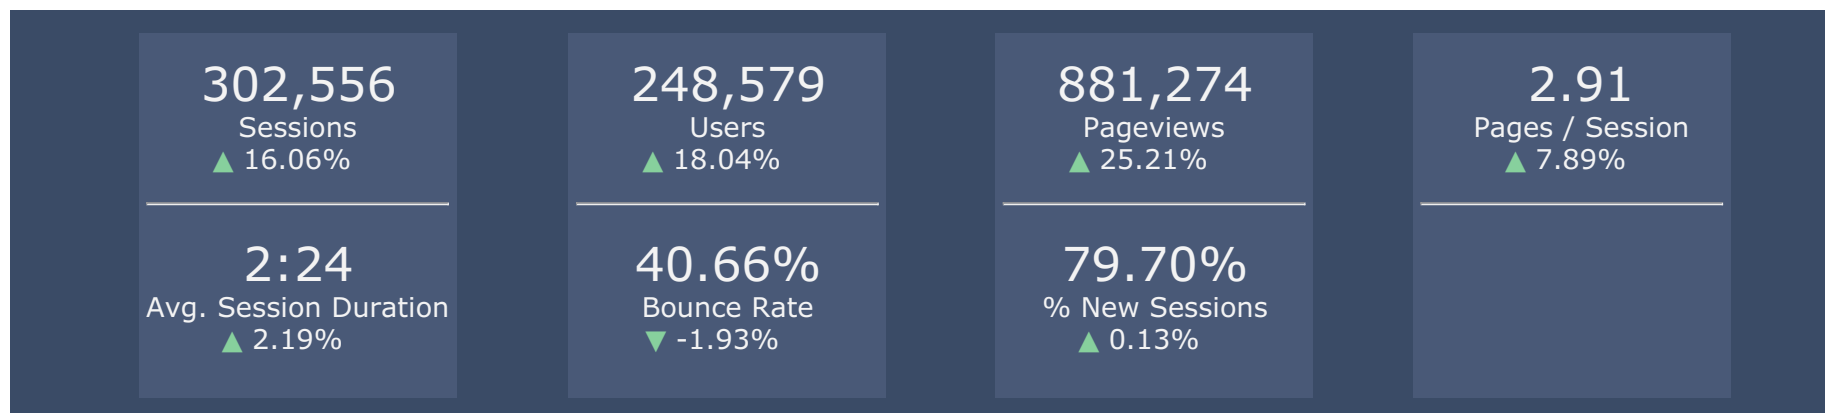 302,556
Sessions
▲ 16.06%
2:24
Avg. Session Duration
▲ 2.19%
248,579
Users
▲ 18.04%
40.66%
Bounce Rate
▼ -1.93%
881,274
Pageviews
▲ 25.21%
79.70%
% New Sessions
▲ 0.13%
2.91
Pages / Session
▲ 7.89%